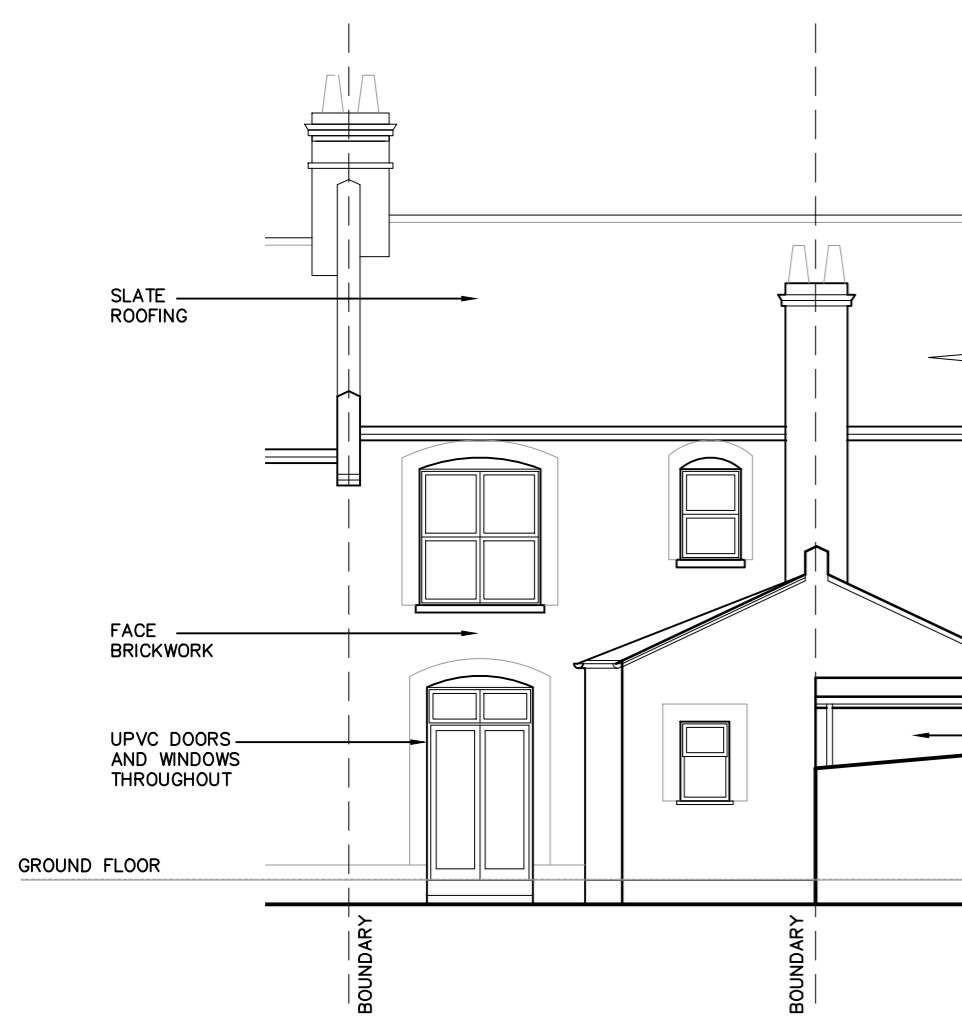 SLATE
ROOFING
FACE
BRICKWORK
UPVC DOORS
AND WINDOWS
THROUGHOUT
GROUND FLOOR
BOUNDARY
BOUNDARY